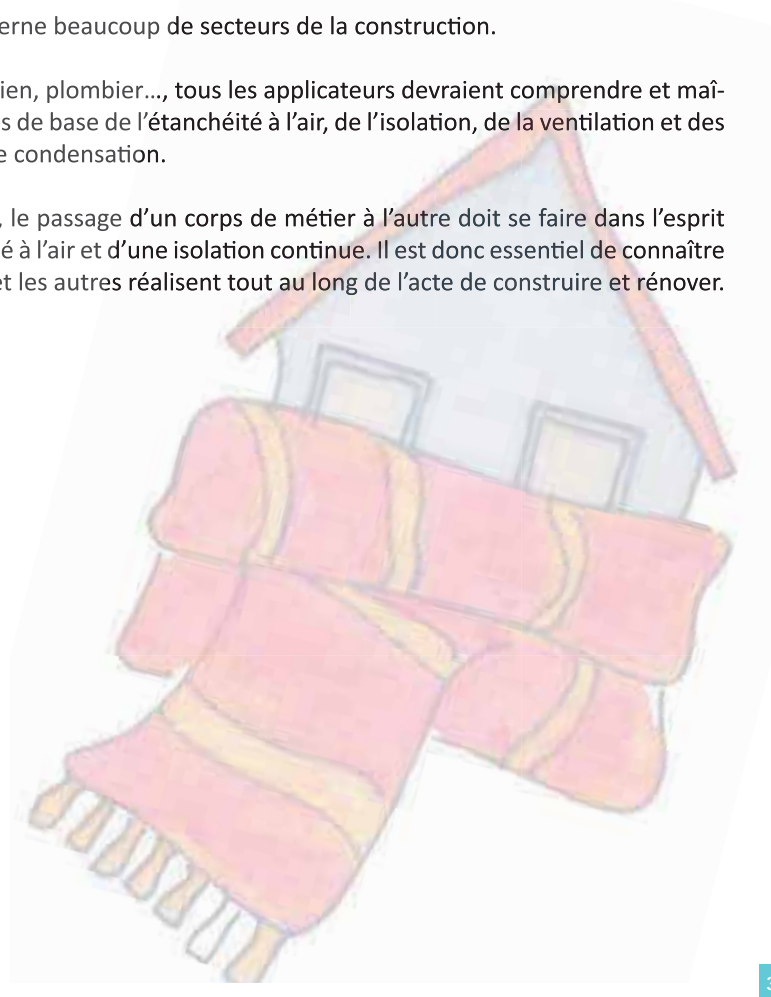 erne beaucoup de secteurs de la construction.
ien, plombier…, tous les applicateurs devraient comprendre et maî-
s de base de l’étanchéité à l’air, de l’isolation, de la ventilation et des
e condensation.
, le passage d’un corps de métier à l’autre doit se faire dans l’esprit
é à l’air et d’une isolation continue. Il est donc essentiel de connaître
et les autres réalisent tout au long de l’acte de construire et rénover.